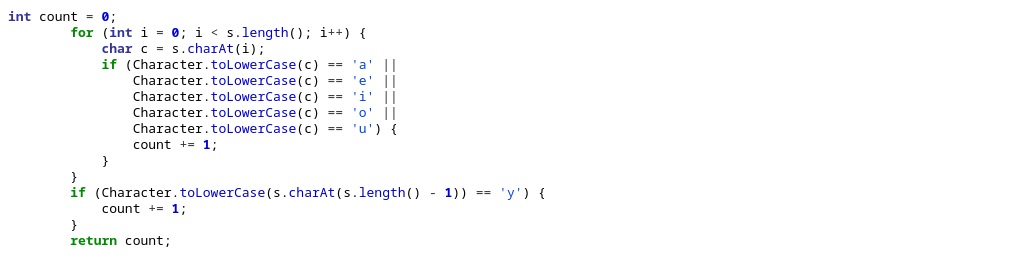 int count = 0;
        for (int i = 0; i < s.length(); i++) {
            char c = s.charAt(i);
            if (Character.toLowerCase(c) == 'a' ||
                Character.toLowerCase(c) == 'e' ||
                Character.toLowerCase(c) == 'i' ||
                Character.toLowerCase(c) == 'o' ||
                Character.toLowerCase(c) == 'u') {
                count += 1;
            }
        }
        if (Character.toLowerCase(s.charAt(s.length() - 1)) == 'y') {
            count += 1;
        }
        return count;